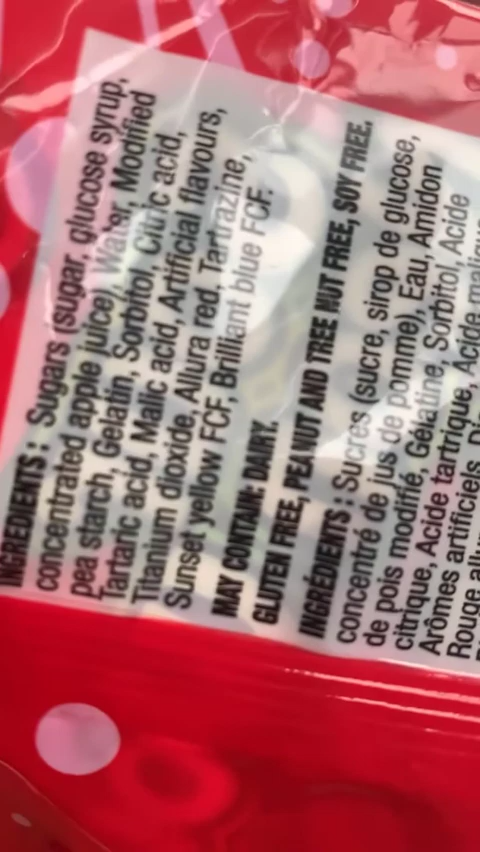 INGREDIENTS : Sugars (sugar, glucose syrup,
concentrated apple juice), Water, Modified
pea starch, Gelatin, Sorbitol, Citric acid,
Tartaric acid, Malic acid, Artificial flavours,
Titanium dioxide, Allura red, Tartrazine,
Sunset yellow FCF, Brilliant blue FCF.
MAY CONTAIN: DAIRY.
GLUTEN FREE, PEANUT AND TREE NUT FREE, SOY FREE.
INGRÉDIENTS : Sucres (sucre, sirop de glucose,
concentré de jus de pomme), Eau, Amidon
de pois modifié, Gélatine, Sorbitol, Acide
citrique, Acide tartrique, Acide malique
Arômes artificiels,
Rouge